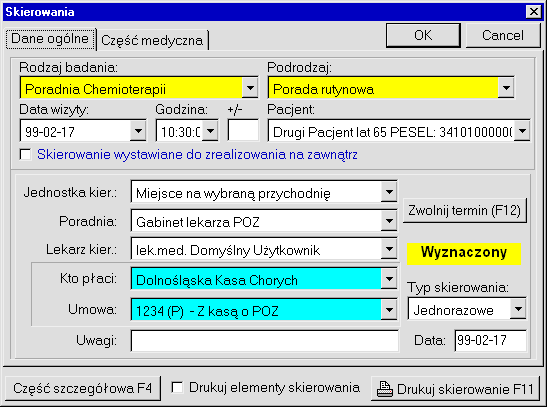 Skierowania
Dane ogólne
Część medyczna
OK
Cancel
Rodzaj badania:
Podrodzaj:
Poradnia Chemioterapii
Porada rutynowa
Data wizyty:
Godzina:
+/-
Pacjent:
99-02-17
10:30:0
Drugi Pacjent lat 65 PESEL: 34101000000
Skierowanie wystawiane do zrealizowania na zawnątrz
Jednostka kier.:
Miejsce na wybraną przychodnię
Poradnia:
Gabinet lekarza POZ
Zwolnij termin (F12)
Lekarz kier.:
lek.med. Domyślny Użytkownik
Wyznaczony
Kto płaci:
Dolnośląska Kasa Chorych
Typ skierowania:
Umowa:
1234 (P) - Z kasą o POZ
Jednorazowe
Uwagi:
Data:
99-02-17
Część szczegółowa F4
Drukuj elementy skierowania
Drukuj skierowanie F11